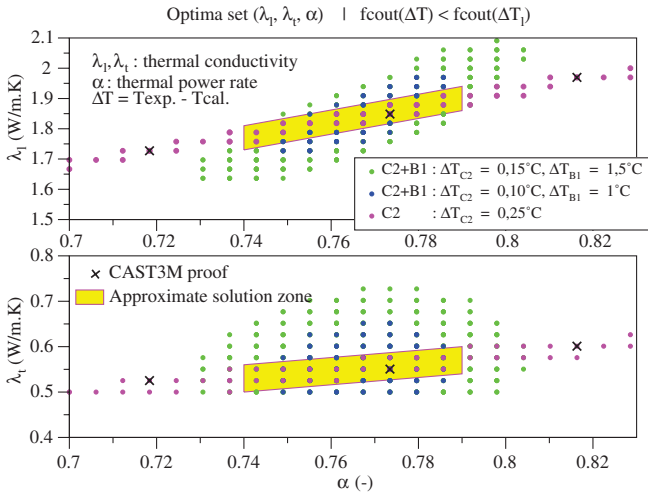 Optima set (λl, λt, α) | fcout(ΔT) < fcout(ΔTl)
2.1
2
1.9
1.8
1.7
1.6
1.5
λl (W/m.K)
λl,λt : thermal conductivity
α : thermal power rate
ΔT = Texp. - Tcal.
C2+B1 : ΔTC2 = 0,15°C, ΔTB1 = 1,5°C
C2+B1 : ΔTC2 = 0,10°C, ΔTB1 = 1°C
C2 : ΔTC2 = 0,25°C
0.7 0.72 0.74 0.76 0.78 0.8 0.82
0.8
0.7
0.6
0.5
0.4
λt (W/m.K)
CAST3M proof
Approximate solution zone
0.7 0.72 0.74 0.76 0.78 0.8 0.82
α (-)